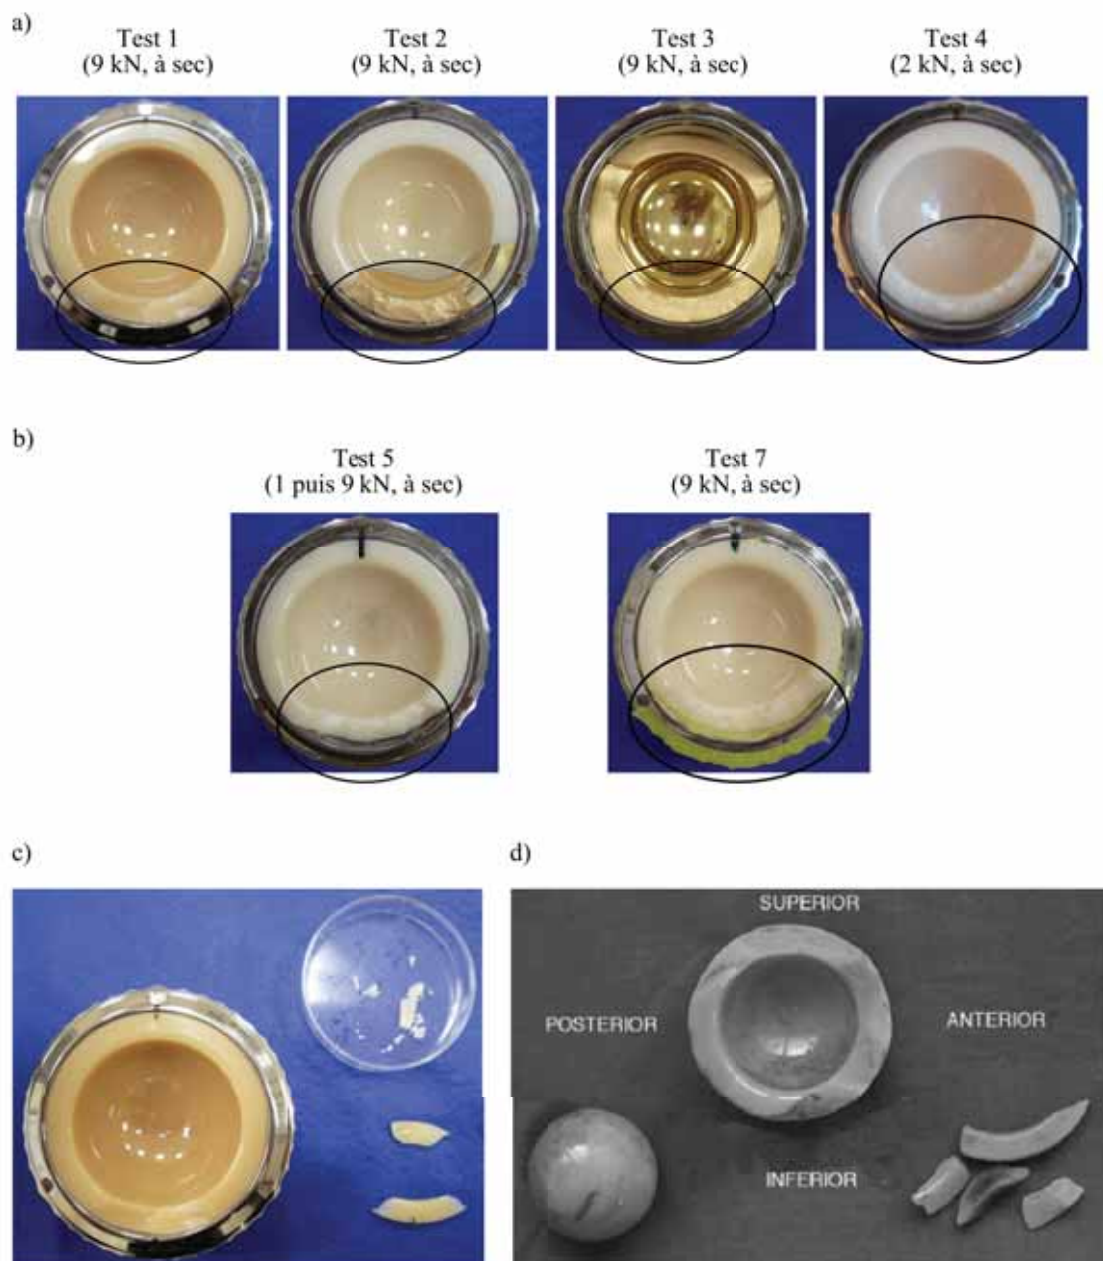 a)
Test 1
(9 kN, à sec)
Test 2
(9 kN, à sec)
Test 3
(9 kN, à sec)
Test 4
(2 kN, à sec)
b)
Test 5
(1 puis 9 kN, à sec)
Test 7
(9 kN, à sec)
c)
d)
SUPERIOR
POSTERIOR
ANTERIOR
INFERIOR